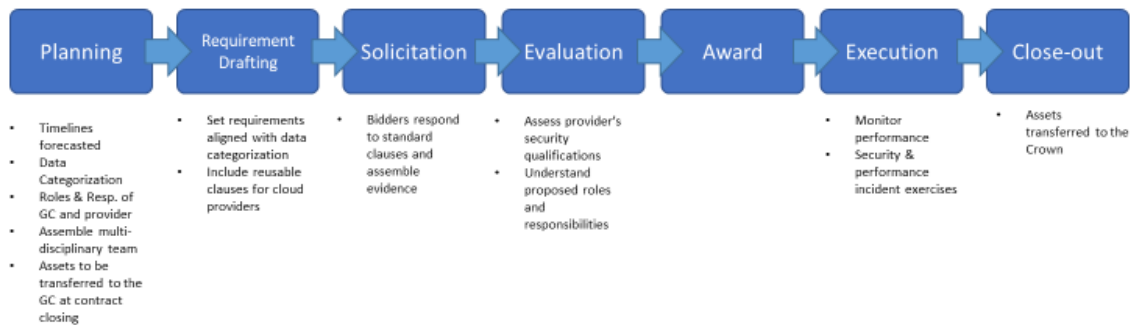 Planning
Requirement
Drafting
Solicitation
Evaluation
Award
Execution
Close-out
• Timelines
forecasted
• Data
Categorization
• Roles & Resp. of
GC and provider
• Assemble multi-
disciplinary team
• Assets to be
transferred to the
GC at contract
closing
• Set requirements
aligned with data
categorization
• Include reusable
clauses for cloud
providers
• Bidders respond
to standard
clauses and
assemble
evidence
• Assess provider's
security
qualifications
• Understand
proposed roles
and
responsibilities
• Monitor
performance
• Security &
performance
incident exercises
• Assets
transferred to the
Crown